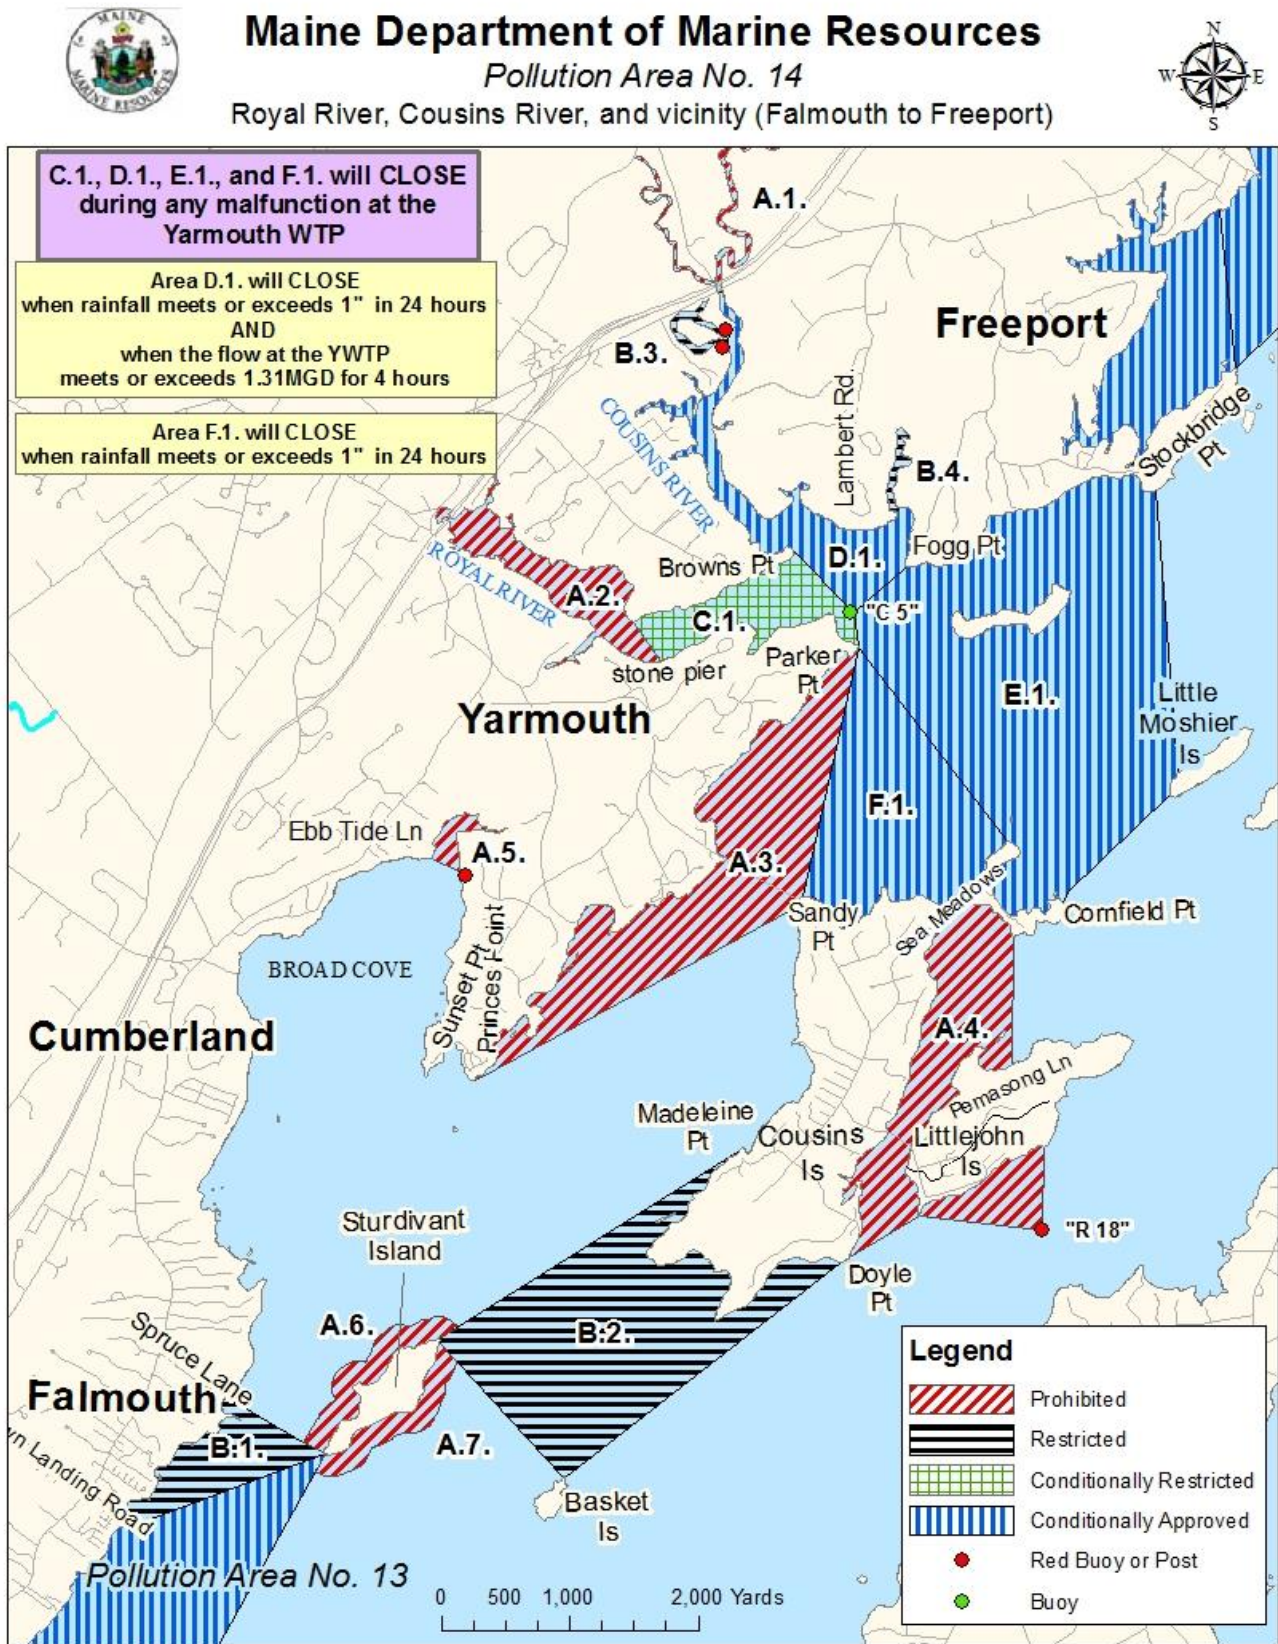 MAINE
MARINE RESOURCES
Maine Department of Marine Resources
Pollution Area No. 14
Royal River, Cousins River, and vicinity (Falmouth to Freeport)
N
W
E
S
C.1., D.1., E.1., and F.1. will CLOSE
during any malfunction at the
Yarmouth WTP
Area D.1. will CLOSE
when rainfall meets or exceeds 1" in 24 hours
AND
when the flow at the YWTP
meets or exceeds 1.31MGD for 4 hours
Area F.1. will CLOSE
when rainfall meets or exceeds 1" in 24 hours
A.1.
Freeport
B.3.
COUSINS RIVER
Lambert Rd.
Stockbridge
Pt
B.4.
ROYAL RIVER
Browns Pt
D.1.
Fogg Pt
A.2.
C.1.
"C 5"
stone pier
Parker
Pt
Yarmouth
E.1.
Little
Moshier
Is
F.1.
Ebb Tide Ln
A.5.
A.3.
Sandy
Pt
Sea Meadows
Cornfield Pt
BROAD COVE
Sunset Pt
Princes Point
Cumberland
A.4.
Pemasong Ln
Madeleine
Pt
Cousins
Is
Littlejohn
Is
Sturdivant
Island
"R 18"
Doyle
Pt
A.6.
B.2.
Spruce Lane
Falmouth
B.1.
A.7.
wn Landing Road
Basket
Is
Pollution Area No. 13
0 500 1,000 2,000 Yards
Legend
Prohibited
Restricted
Conditionally Restricted
Conditionally Approved
Red Buoy or Post
Buoy